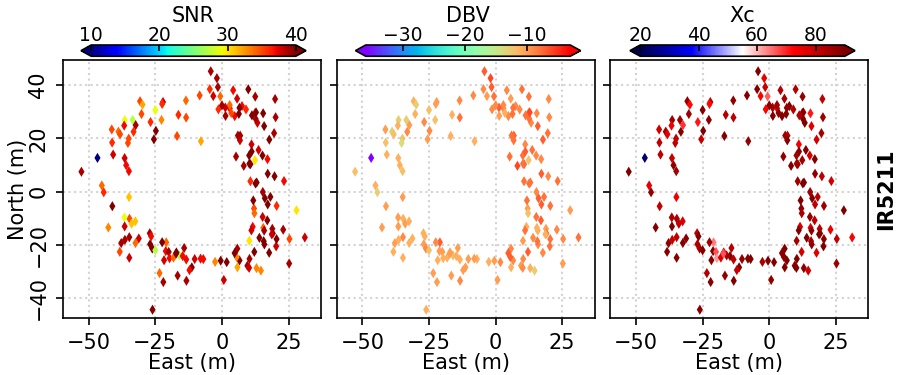 SNR DBV Xc
10 20 30 40 −30 −20 −10 20 40 60 80
North (m)
40
20
0
−20
−40
IR5211
−50 −25 0 25 −50 −25 0 25 −50 −25 0 25
East (m) East (m) East (m)